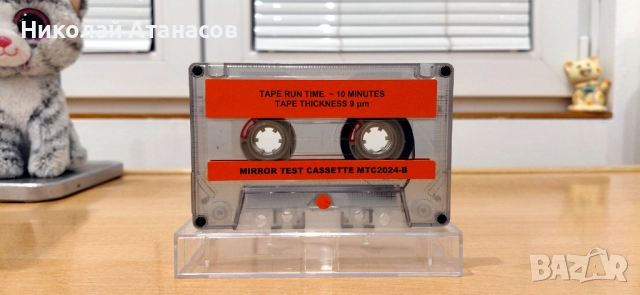 Николай Атанасов
TAPE RUN TIME ~ 10 MINUTES
TAPE THICKNESS 9 µm
MIRROR TEST CASSETTE MTC2024-B
BAZAR